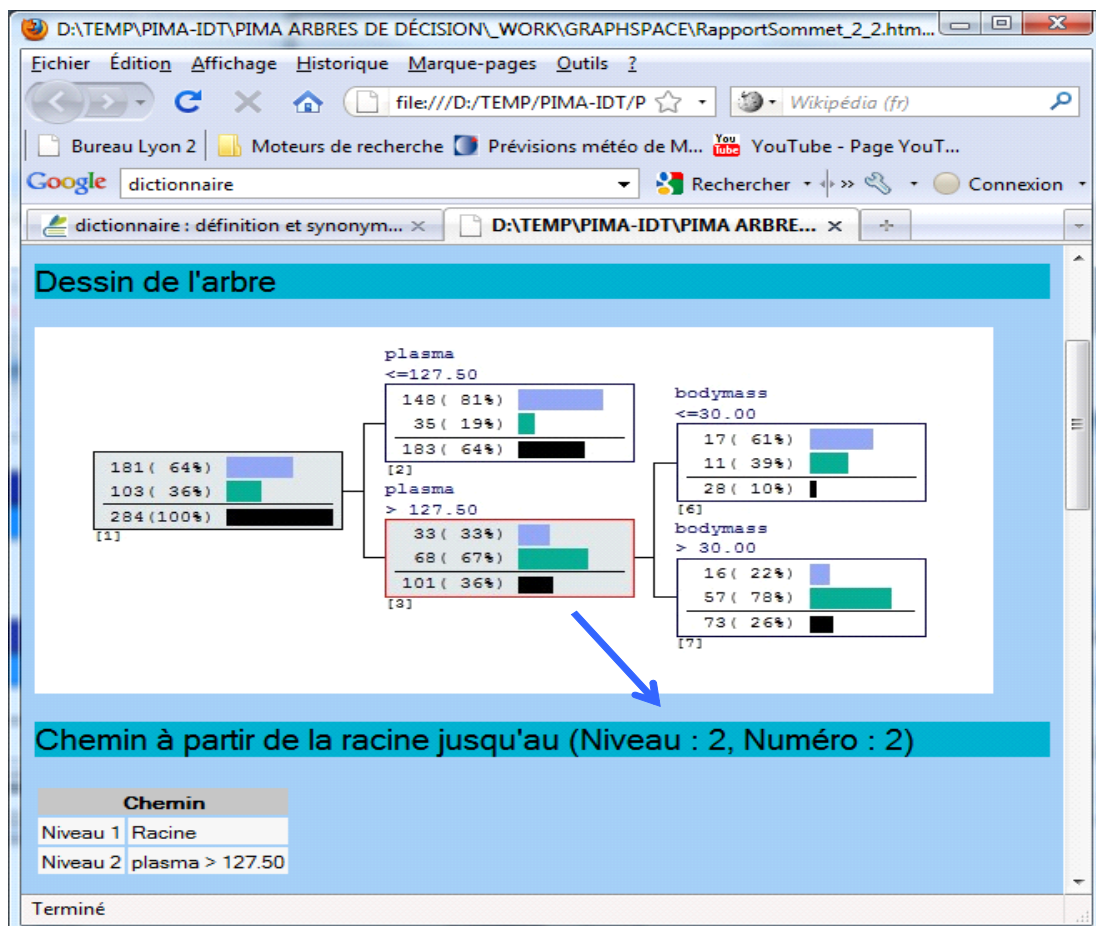 D:\TEMP\PIMA-IDT\PIMA ARBRES DE DÉCISION\_WORK\GRAPHSPACE\RapportSommet_2_2.htm...
Fichier Édition Affichage Historique Marque-pages Outils ?
file:///D:/TEMP/PIMA-IDT/P
Wikipédia (fr)
Bureau Lyon 2 Moteurs de recherche Prévisions météo de M... You Tube YouTube - Page YouT...
Google dictionnaire Rechercher » Connexion
dictionnaire : définition et synonym... × D:\TEMP\PIMA-IDT\PIMA ARBRE... ×
Dessin de l'arbre
181( 64%)
103( 36%)
284(100%)
[1]
plasma
<=127.50
148( 81%)
35( 19%)
183( 64%)
[2]
plasma
> 127.50
33( 33%)
68( 67%)
101( 36%)
[3]
bodymass
<=30.00
17( 61%)
11( 39%)
28( 10%)
[6]
bodymass
> 30.00
16( 22%)
57( 78%)
73( 26%)
[7]
Chemin à partir de la racine jusqu'au (Niveau : 2, Numéro : 2)
Chemin
Niveau 1 Racine
Niveau 2 plasma > 127.50
Terminé